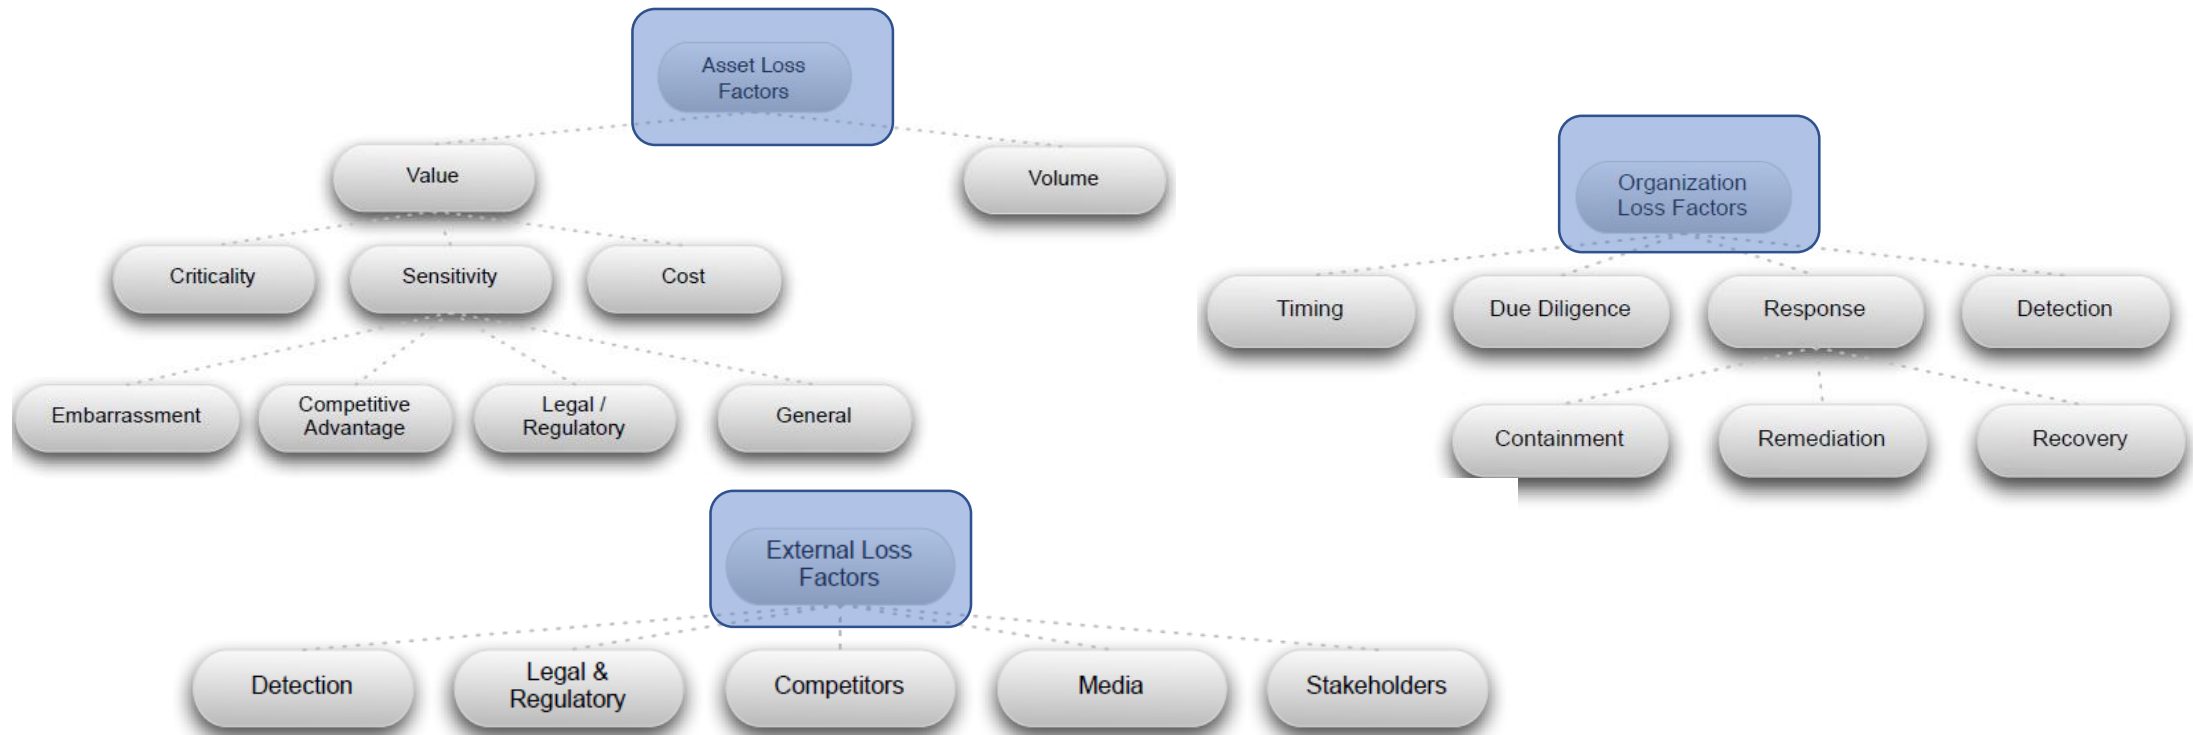 Asset Loss
Factors
Value
Volume
Criticality
Sensitivity
Cost
Embarrassment
Competitive
Advantage
Legal /
Regulatory
General
Organization
Loss Factors
Timing
Due Diligence
Response
Detection
Containment
Remediation
Recovery
External Loss
Factors
Detection
Legal &
Regulatory
Competitors
Media
Stakeholders